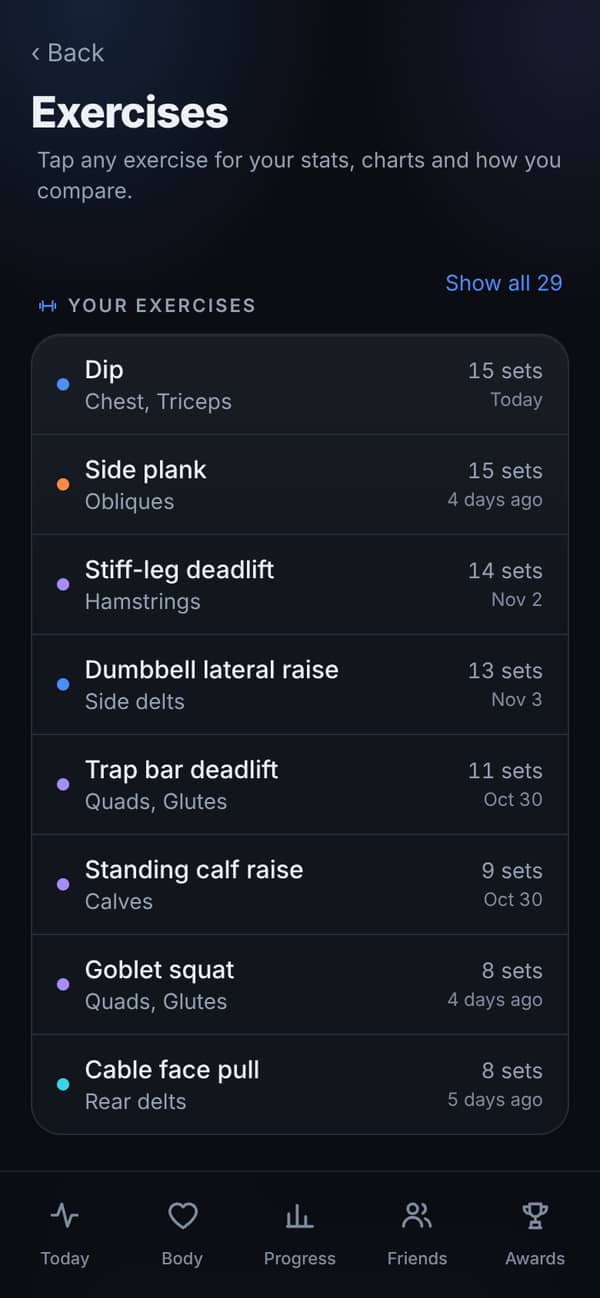 ‹ Back
Exercises
Tap any exercise for your stats, charts and how you
compare.
Show all 29
YOUR EXERCISES
Dip
15 sets
Chest, Triceps
Today
Side plank
15 sets
Obliques
4 days ago
Stiff-leg deadlift
14 sets
Hamstrings
Nov 2
Dumbbell lateral raise
13 sets
Side delts
Nov 3
Trap bar deadlift
11 sets
Quads, Glutes
Oct 30
Standing calf raise
9 sets
Calves
Oct 30
Goblet squat
8 sets
Quads, Glutes
4 days ago
Cable face pull
8 sets
Rear delts
5 days ago
Today
Body
Progress
Friends
Awards